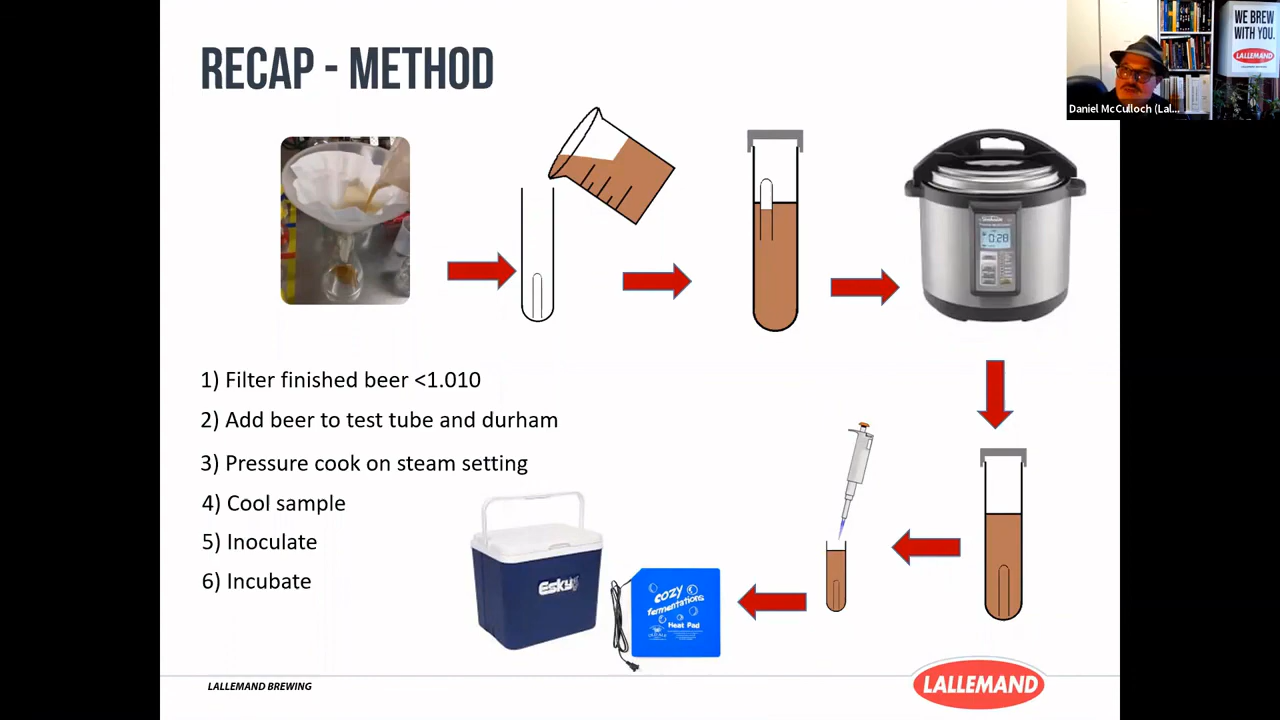 RECAP - METHOD
WE BREW
WITH YOU.
LALLEMAND
Daniel McCulloch (Lal...
0:28
1) Filter finished beer <1.010
2) Add beer to test tube and durham
3) Pressure cook on steam setting
4) Cool sample
5) Inoculate
6) Incubate
Esky
cozy
fermentations
Heat Pad
LALLEMAND BREWING
LALLEMAND